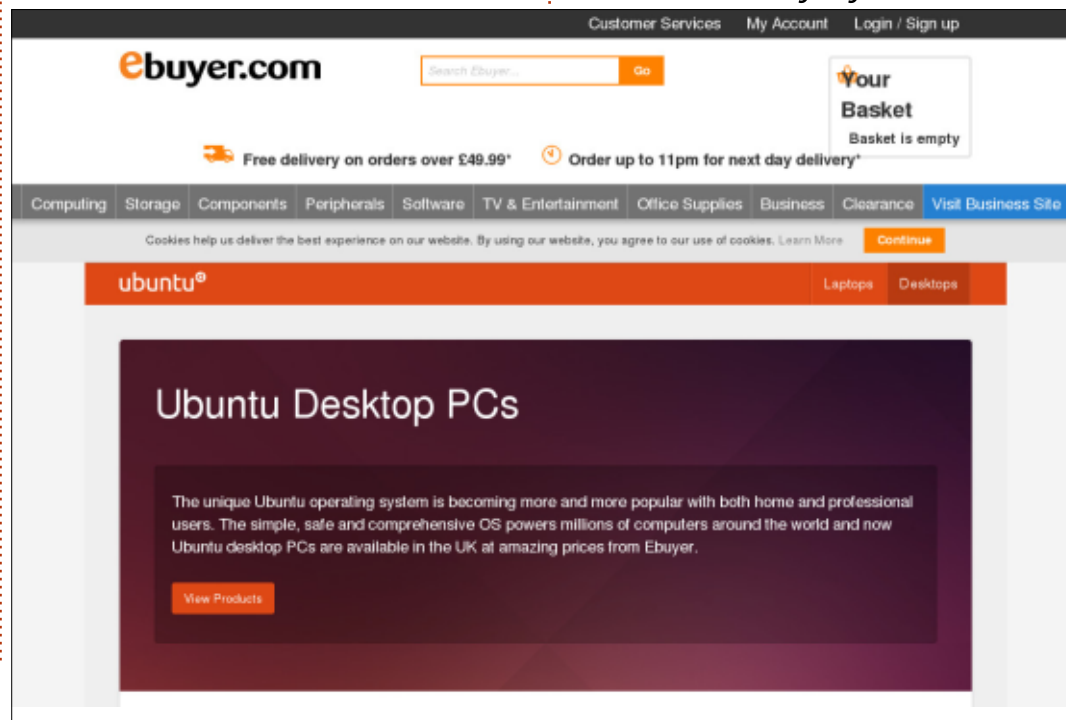 Customer Services My Account Login / Sign up
ebuyer.com
Search Ebuyer...
Go
Your
Basket
Basket is empty
Free delivery on orders over £49.99*
Order up to 11pm for next day delivery*
Computing Storage Components Peripherals Software TV & Entertainment Office Supplies Business Clearance Visit Business Site
Cookies help us deliver the best experience on our website. By using our website, you agree to our use of cookies. Learn More Continue
ubuntu
Laptops Desktops
Ubuntu Desktop PCs
The unique Ubuntu operating system is becoming more and more popular with both home and professional
users. The simple, safe and comprehensive OS powers millions of computers around the world and now
Ubuntu desktop PCs are available in the UK at amazing prices from Ebuyer.
View Products